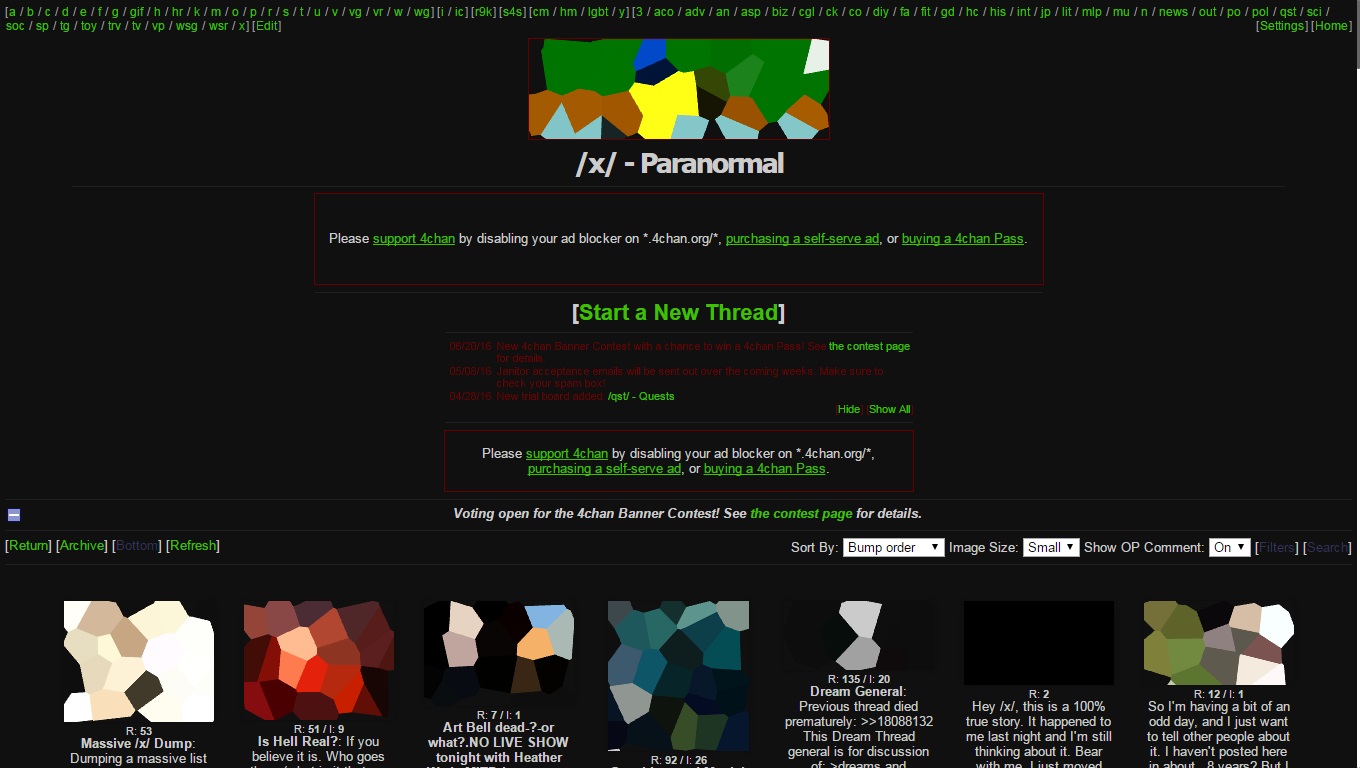 [a / b / c / d / e / f / g / gif / h / hr / k / m / o / p / r / s / t / u / v / vg / vr / w / wg] [i / ic] [r9k] [s4s] [cm / hm / lgbt / y] [3 / aco / adv / an / asp / biz / cgl / ck / co / diy / fa / fit / gd / hc / his / int / jp / lit / mlp / mu / n / news / out / po / pol / qst / sci /
soc / sp / tg / toy / trv / tv / vp / wsg / wsr / x] [Edit] [Settings] [Home]
/x/ - Paranormal
Please support 4chan by disabling your ad blocker on *.4chan.org/*, purchasing a self-serve ad, or buying a 4chan Pass.
[Start a New Thread]
06/20/16 New 4chan Banner Contest with a chance to win a 4chan Pass! See the contest page
for details
05/08/16 Janitor acceptance emails will be sent out over the coming weeks. Make sure to
check your spam box!
04/28/16 New trial board added: /qst/ - Quests
[Hide] [Show All]
Please support 4chan by disabling your ad blocker on *.4chan.org/*,
purchasing a self-serve ad, or buying a 4chan Pass.
Voting open for the 4chan Banner Contest! See the contest page for details.
[Return] [Archive] [Bottom] [Refresh] Sort By: Bump order Image Size: Small Show OP Comment: On [Filters] [Search]
R: 53
Massive /x/ Dump:
Dumping a massive list
R: 51 / I: 9
Is Hell Real?: If you
believe it is. Who goes
R: 7 / I: 1
Art Bell dead-?-or
what?.NO LIVE SHOW
tonight with Heather
R: 92 / I: 26
R: 135 / I: 20
Dream General:
Previous thread died
prematurely: >>18088132
This Dream Thread
general is for discussion
of: >dreams and
R: 2
Hey /x/, this is a 100%
true story. It happened to
me last night and I'm still
thinking about it. Bear
with me, I just moved
R: 12 / I: 1
So I'm having a bit of an
odd day, and I just want
to tell other people about
it. I haven't posted here
in about.. 8 years? But I